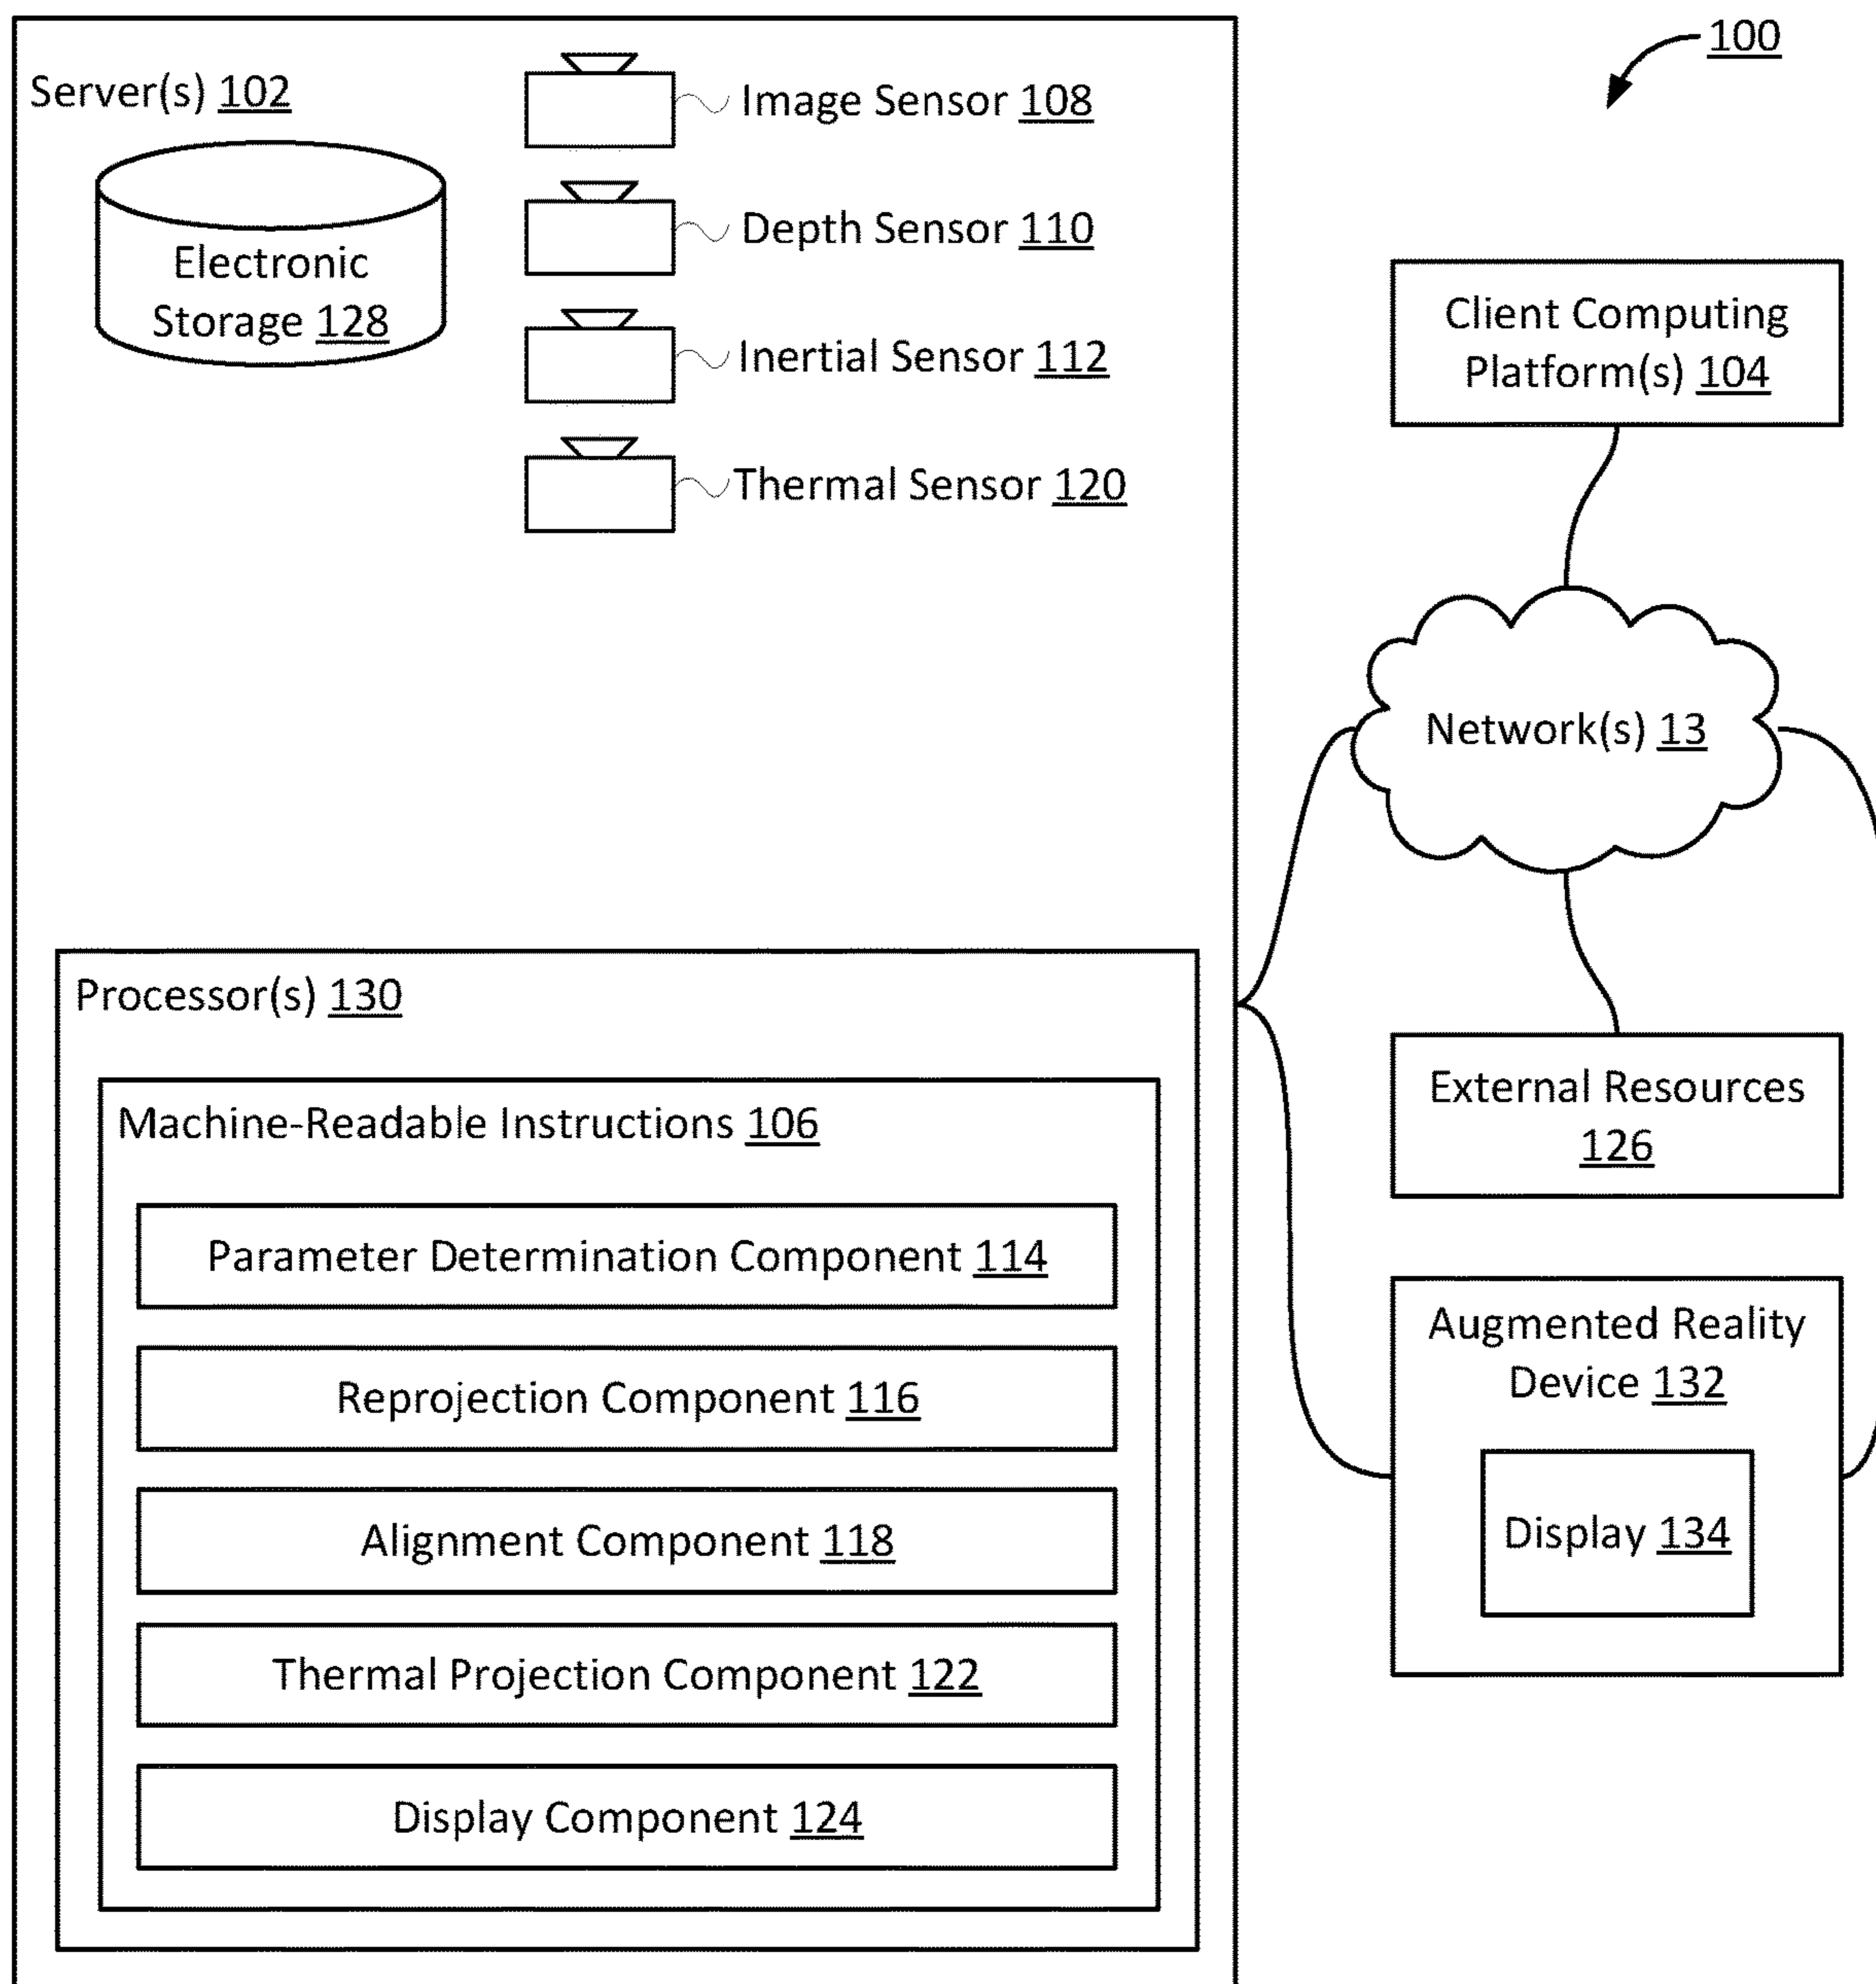 100
Server(s) 102
Electronic
Storage 128
Image Sensor 108
Depth Sensor 110
Inertial Sensor 112
Thermal Sensor 120
Client Computing
Platform(s) 104
Network(s) 13
External Resources
126
Augmented Reality
Device 132
Display 134
Processor(s) 130
Machine-Readable Instructions 106
Parameter Determination Component 114
Reprojection Component 116
Alignment Component 118
Thermal Projection Component 122
Display Component 124